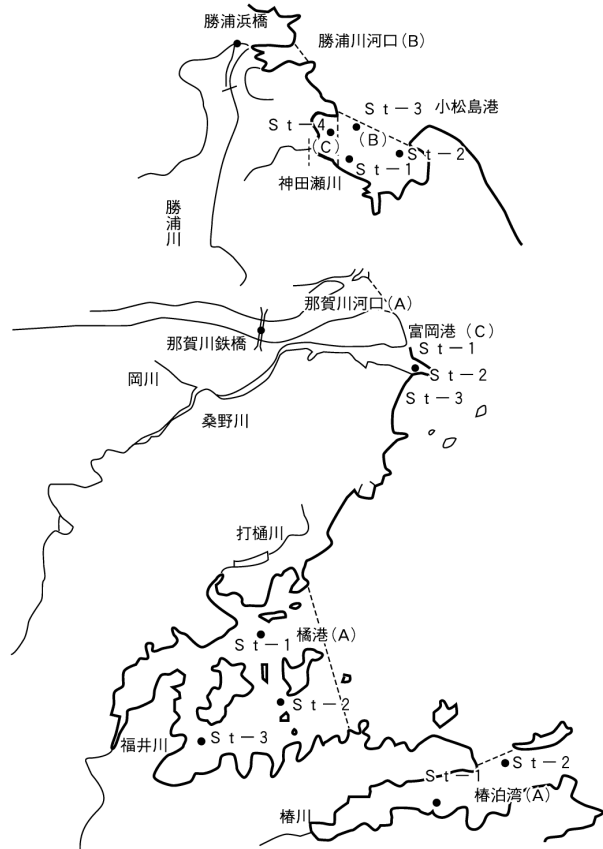 勝浦浜橋
勝浦川河口(B)
Ｓｔ－3 小松島港
Ｓｔ－4
(B)
(C)
Ｓｔ－2
Ｓｔ－1
神田瀬川
勝浦川
那賀川河口(A)
富岡港(C)
那賀川鉄橋
Ｓｔ－1
岡川
Ｓｔ－2
Ｓｔ－3
桑野川
打樋川
橘港(A)
Ｓｔ－1
Ｓｔ－2
Ｓｔ－3
福井川
Ｓｔ－2
Ｓｔ－1
椿泊湾(A)
椿川